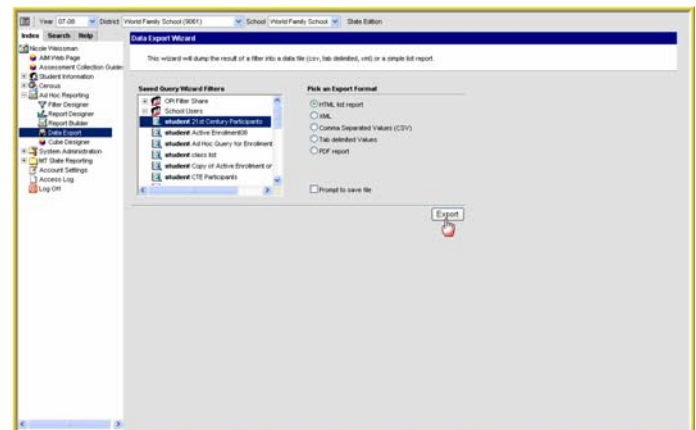 Year 07-08 District World Family School (9061) School World Family School State Edition
Index Search Help
Nicole Weissman
AIM Web Page
Assessment Collection Guides
Student Information
Census
Ad Hoc Reporting
Filter Designer
Report Designer
Report Builder
Data Export
Cube Designer
System Administration
MT State Reporting
Account Settings
Access Log
Log Off
Data Export Wizard
This wizard will dump the result of a filter into a data file (csv, tab delimited, xml) or a simple list report.
Saved Query Wizard Filters
OPI Filter Share
School Users
student 21st Century Participants
student Active Enrollment08
student Ad Hoc Query for Enrollment
student class list
student Copy of Active Enrollment or
student CTE Participants
Pick an Export Format
HTML list report
XML
Comma Separated Values (CSV)
Tab delimited Values
PDF report
Prompt to save file
Export